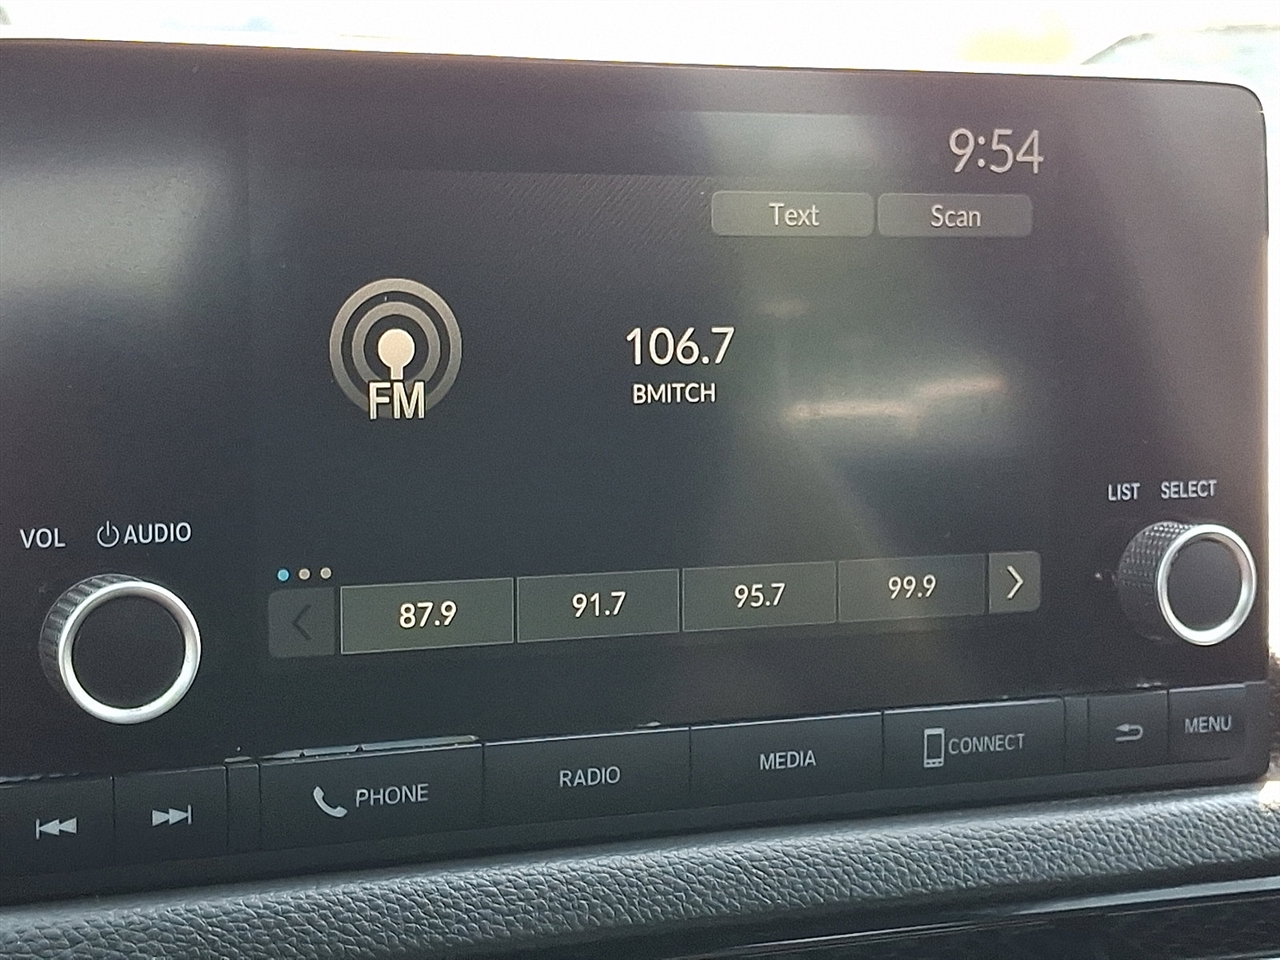 9:54
Text Scan
FM
106.7
BMITCH
LIST SELECT
VOL AUDIO
87.9 91.7 95.7 99.9
PHONE RADIO MEDIA CONNECT MENU